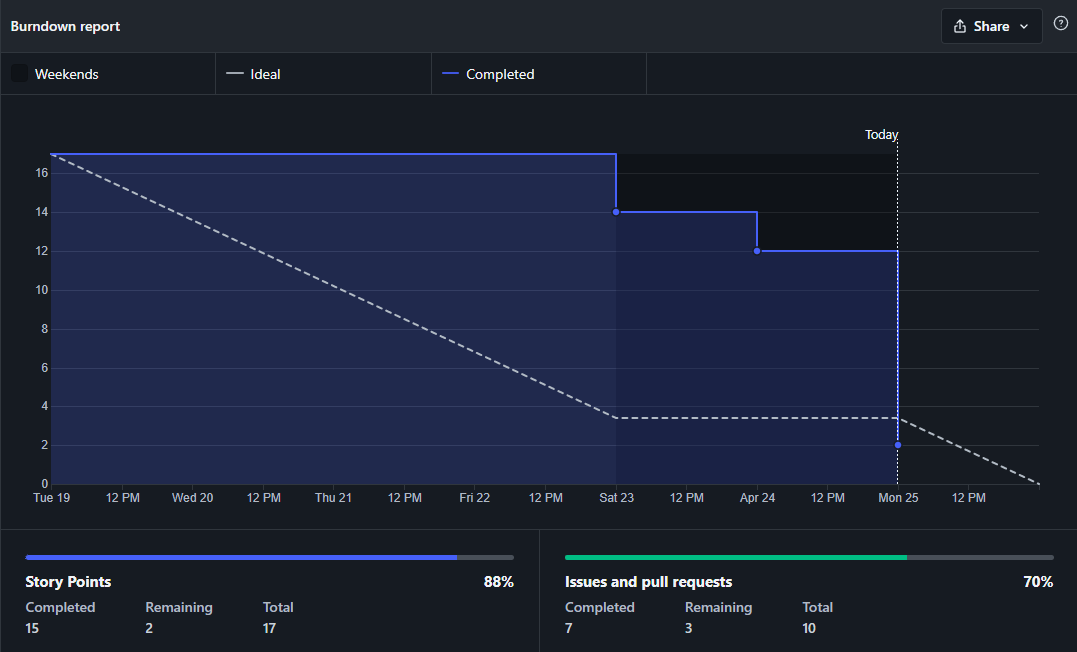 Burndown report
Share
Weekends
Ideal
Completed
Today
16
14
12
10
8
6
4
2
0
Tue 19 12 PM Wed 20 12 PM Thu 21 12 PM Fri 22 12 PM Sat 23 12 PM Apr 24 12 PM Mon 25 12 PM
Story Points 88%
Completed Remaining Total
15 2 17
Issues and pull requests 70%
Completed Remaining Total
7 3 10